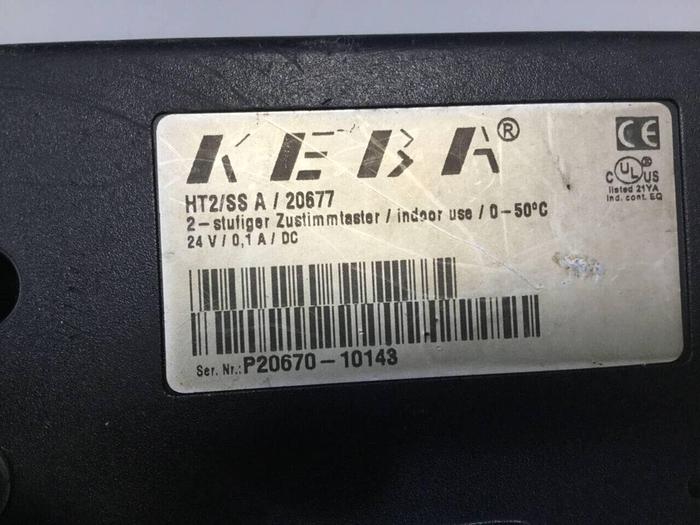 KEBA®
HT2/SS A / 20677
2-stufiger Zustimmtaster / indoor use / 0-50°C
24 V / 0,1 A / DC
CE
C UL® US
listed 21YA
ind. cont. EQ
Ser. Nr.: P20670-10143